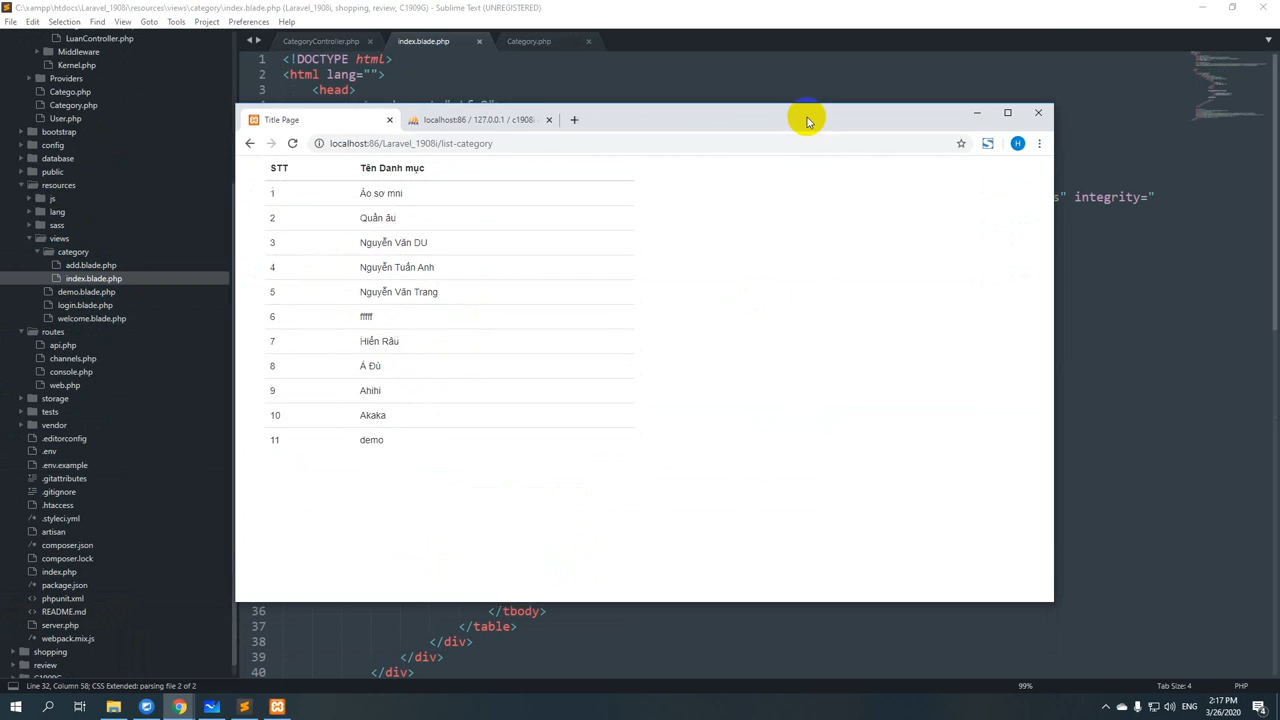 C:\xampp\htdocs\Laravel_1908i\resources\views\category\index.blade.php (Laravel_1908i, shopping, review, C1909G) - Sublime Text (UNREGISTERED)
File Edit Selection Find View Goto Tools Project Preferences Help
LuanController.php
Middleware
Kernel.php
Providers
Catego.php
Category.php
User.php
bootstrap
config
database
public
resources
js
lang
sass
views
category
add.blade.php
index.blade.php
demo.blade.php
login.blade.php
welcome.blade.php
routes
api.php
channels.php
console.php
web.php
storage
tests
vendor
.editorconfig
.env
.env.example
.gitattributes
.gitignore
.htaccess
.styleci.yml
artisan
composer.json
composer.lock
index.php
package.json
phpunit.xml
README.md
server.php
webpack.mix.js
shopping
review
C1909G
CategoryController.php index.blade.php Category.php
1 <!DOCTYPE html>
2 <html lang="">
3 <head>
Title Page localhost:86 / 127.0.0.1 / c1908i
localhost:86/Laravel_1908i/list-category
STT Tên Danh mục
1 Áo sơ mni
2 Quần âu
3 Nguyễn Văn DU
4 Nguyễn Tuấn Anh
5 Nguyễn Văn Trang
6 fffff
7 Hiển Râu
8 Á Đù
9 Ahihi
10 Akaka
11 demo
s" integrity="
36 </tbody>
37 </table>
38 </div>
39 </div>
40 </div>
Line 32, Column 58; CSS Extended: parsing file 2 of 2 99% Tab Size: 4 PHP
ENG 2:17 PM
3/26/2020
4